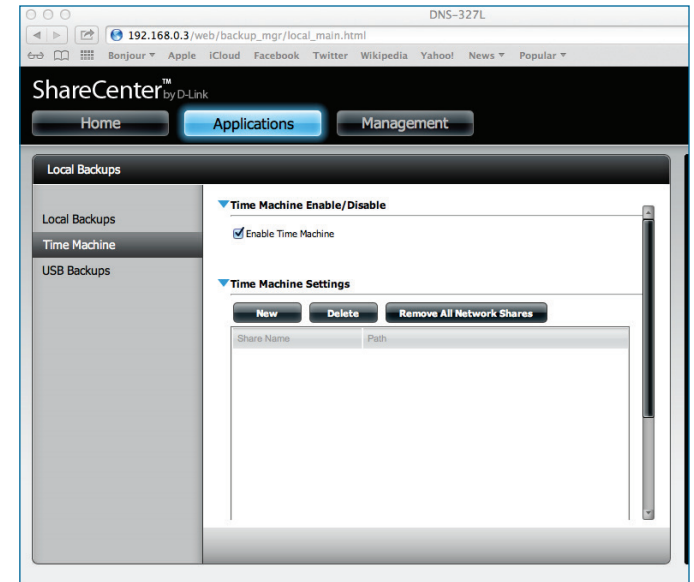 DNS-327L
192.168.0.3/web/backup_mgr/local_main.html
Bonjour Apple iCloud Facebook Twitter Wikipedia Yahoo! News Popular
ShareCenter™ by D-Link
Home Applications Management
Local Backups
Local Backups
Time Machine
USB Backups
Time Machine Enable/Disable
Enable Time Machine
Time Machine Settings
New Delete Remove All Network Shares
Share Name Path